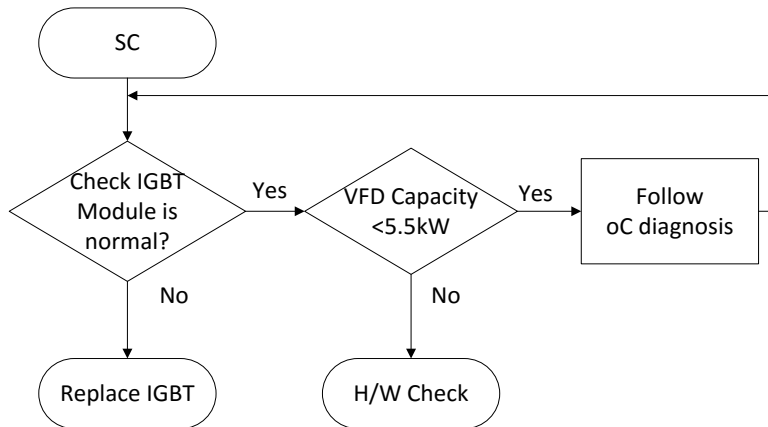 SC
Check IGBT
Module is
normal?
Yes
VFD Capacity
<5.5kW
Yes
Follow
oC diagnosis
No
No
Replace IGBT
H/W Check